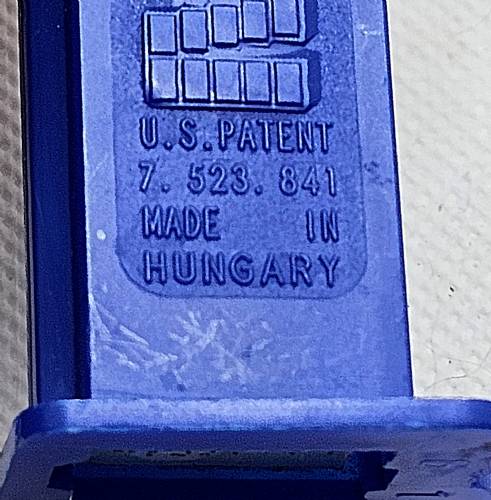 U.S. PATENT
7. 523. 841
MADE IN
HUNGARY